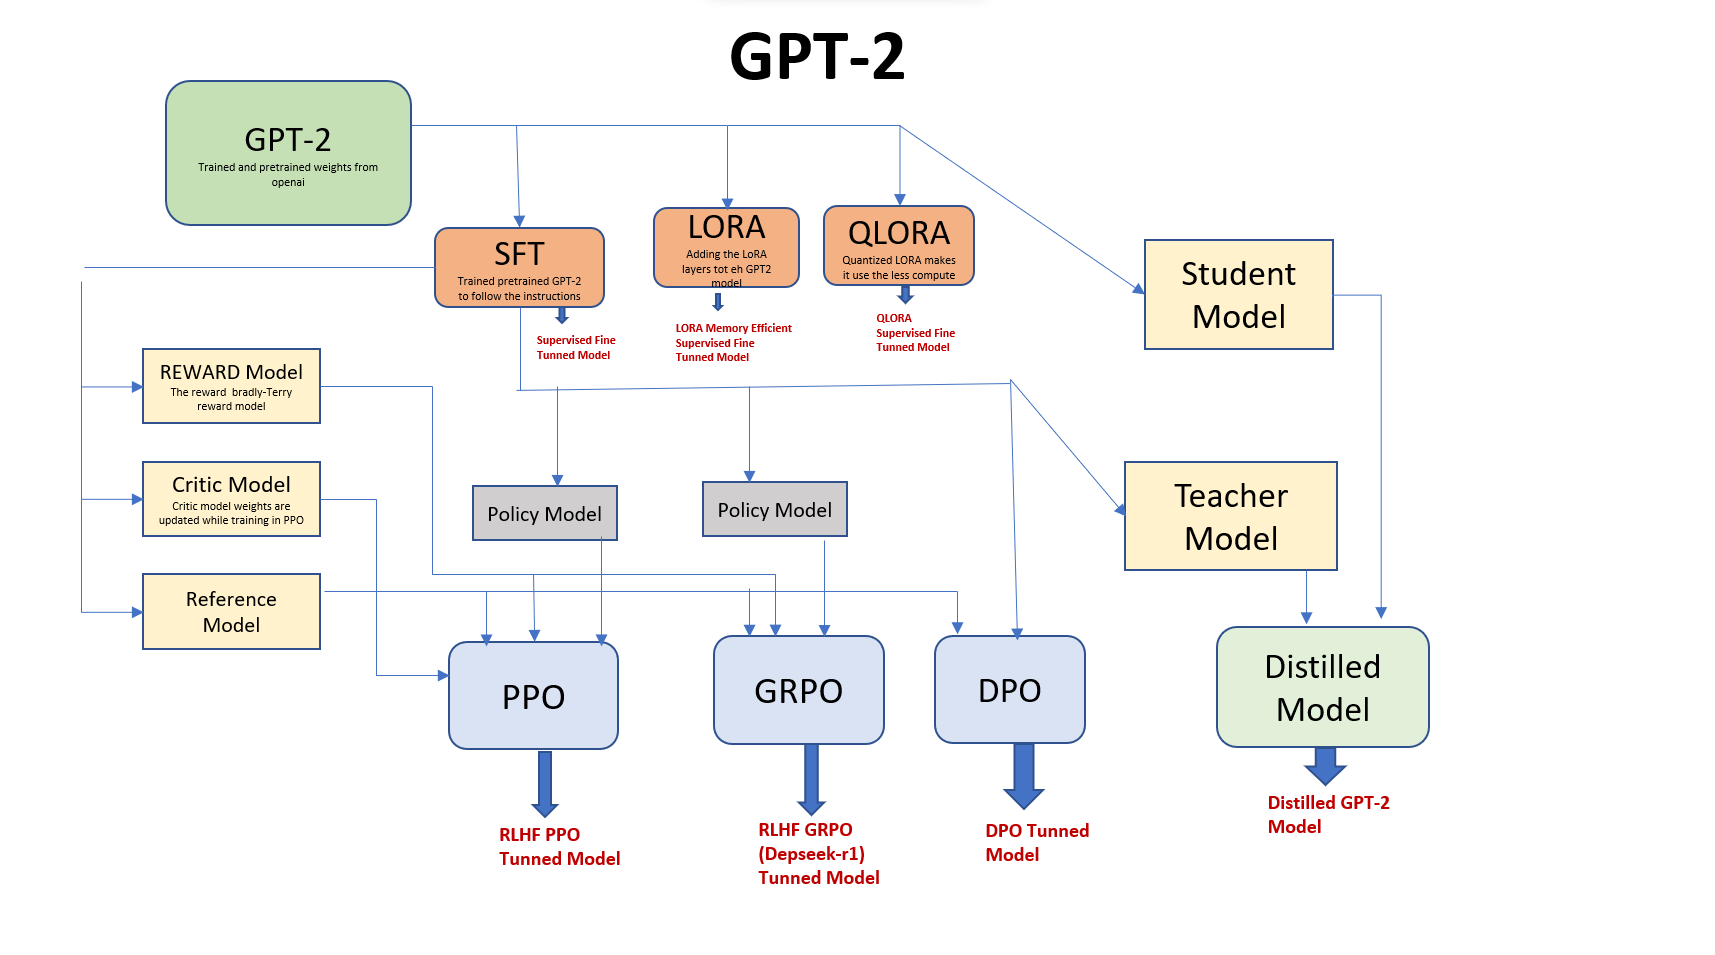 GPT-2
GPT-2
Trained and pretrained weights from
openai
SFT
Trained pretrained GPT-2
to follow the instructions
LORA
Adding the LoRA
layers tot eh GPT2
model
QLORA
Quantized LORA makes
it use the less compute
Student
Model
Supervised Fine
Tunned Model
LORA Memory Efficient
Supervised Fine
Tunned Model
QLORA
Supervised Fine
Tunned Model
REWARD Model
The reward  bradly-Terry
reward model
Critic Model
Critic model weights are
updated while training in PPO
Reference
Model
Policy Model
Policy Model
Teacher
Model
PPO
GRPO
DPO
Distilled
Model
RLHF PPO
Tunned Model
RLHF GRPO
(Depseek-r1)
Tunned Model
DPO Tunned
Model
Distilled GPT-2
Model